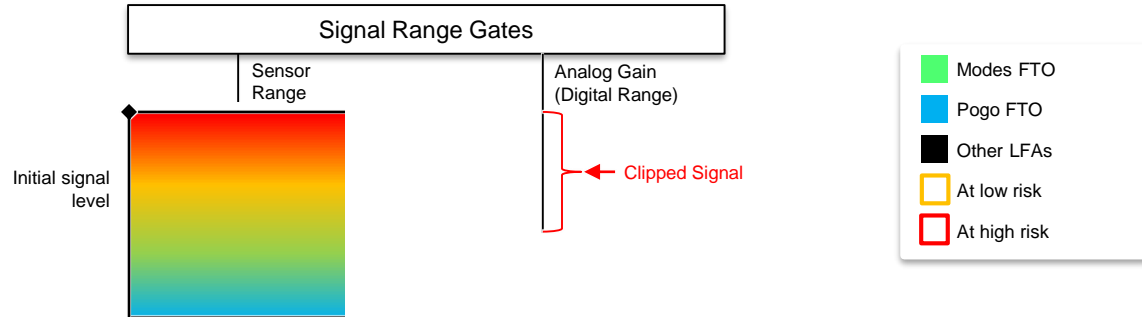 Signal Range Gates
Sensor
Range
Analog Gain
(Digital Range)
Initial signal
level
Clipped Signal
Modes FTO
Pogo FTO
Other LFAs
At low risk
At high risk